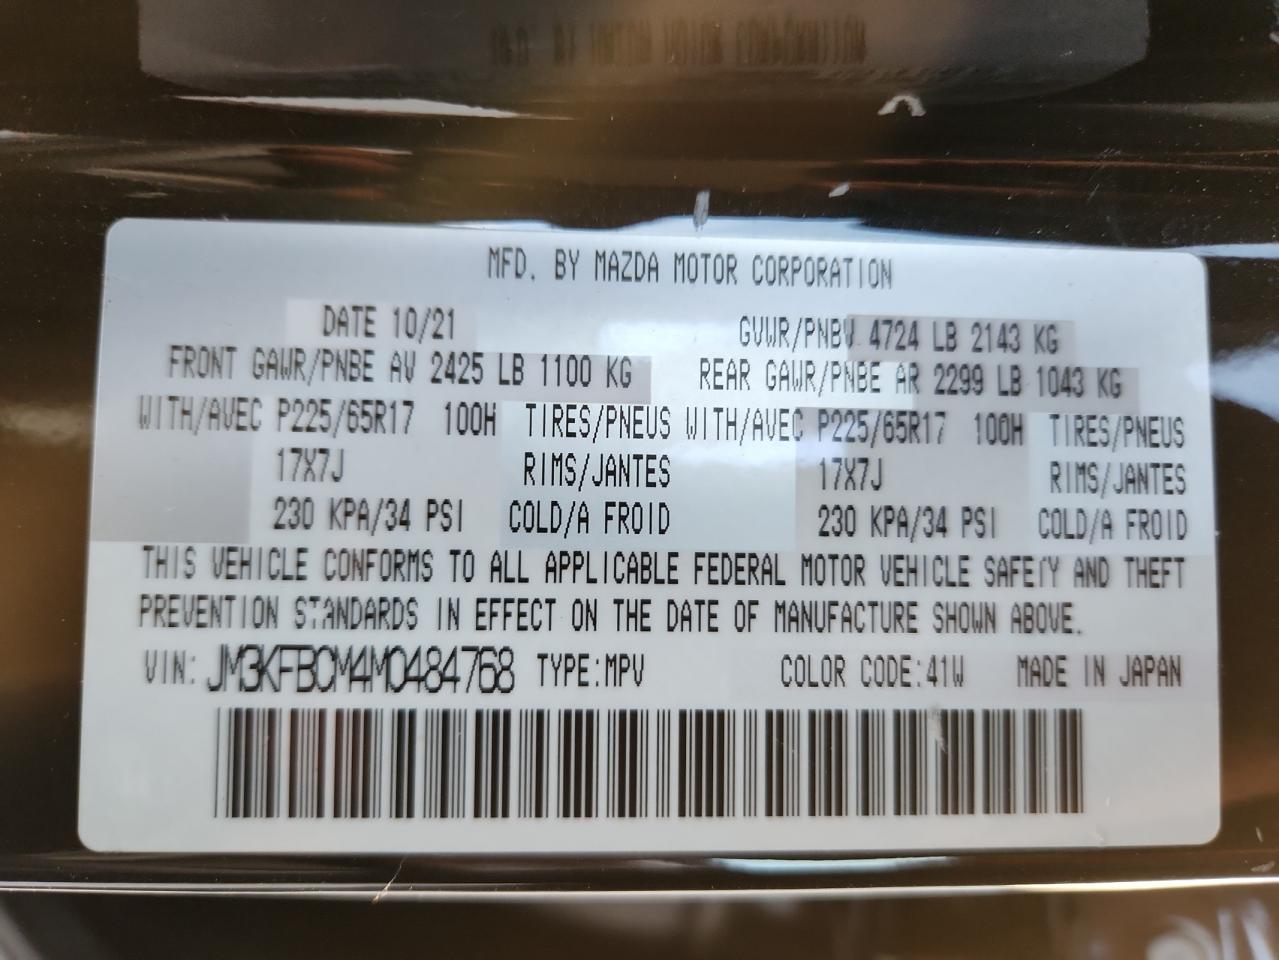 MFD. BY MAZDA MOTOR CORPORATION
DATE 10/21 GVWR/PNBV 4724 LB 2143 KG
FRONT GAWR/PNBE AV 2425 LB 1100 KG REAR GAWR/PNBE AR 2299 LB 1043 KG
WITH/AVEC P225/65R17 100H TIRES/PNEUS WITH/AVEC P225/65R17 100H TIRES/PNEUS
17X7J RIMS/JANTES 17X7J RIMS/JANTES
230 KPA/34 PSI COLD/A FROID 230 KPA/34 PSI COLD/A FROID
THIS VEHICLE CONFORMS TO ALL APPLICABLE FEDERAL MOTOR VEHICLE SAFETY AND THEFT
PREVENTION STANDARDS IN EFFECT ON THE DATE OF MANUFACTURE SHOWN ABOVE.
VIN: JM3KFBCM4M0484768 TYPE:MPV COLOR CODE:41W MADE IN JAPAN